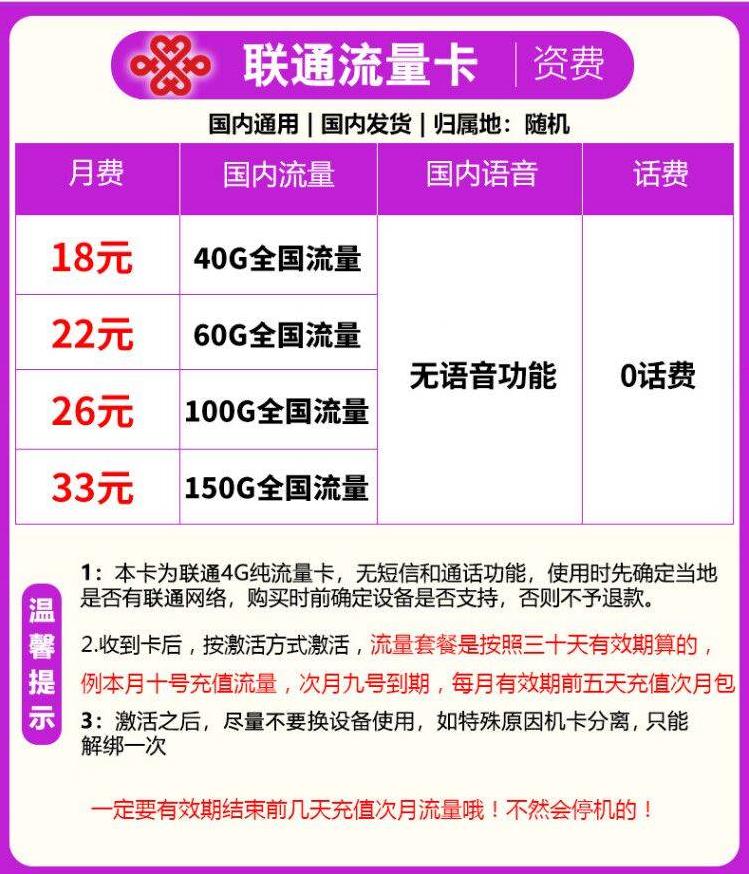 联通流量卡 | 资费
国内通用 | 国内发货 | 归属地：随机
月费 国内流量 国内语音 话费
18元 40G全国流量
22元 60G全国流量
无语音功能 0话费
26元 100G全国流量
33元 150G全国流量
温馨提示
1：本卡为联通4G纯流量卡，无短信和通话功能，使用时先确定当地
是否有联通网络，购买时前确定设备是否支持，否则不予退款。
2.收到卡后，按激活方式激活，流量套餐是按照三十天有效期算的，
例本月十号充值流量，次月九号到期，每月有效期前五天充值次月包
3：激活之后，尽量不要换设备使用，如特殊原因机卡分离，只能
解绑一次
一定要有效期结束前几天充值次月流量哦！不然会停机的！